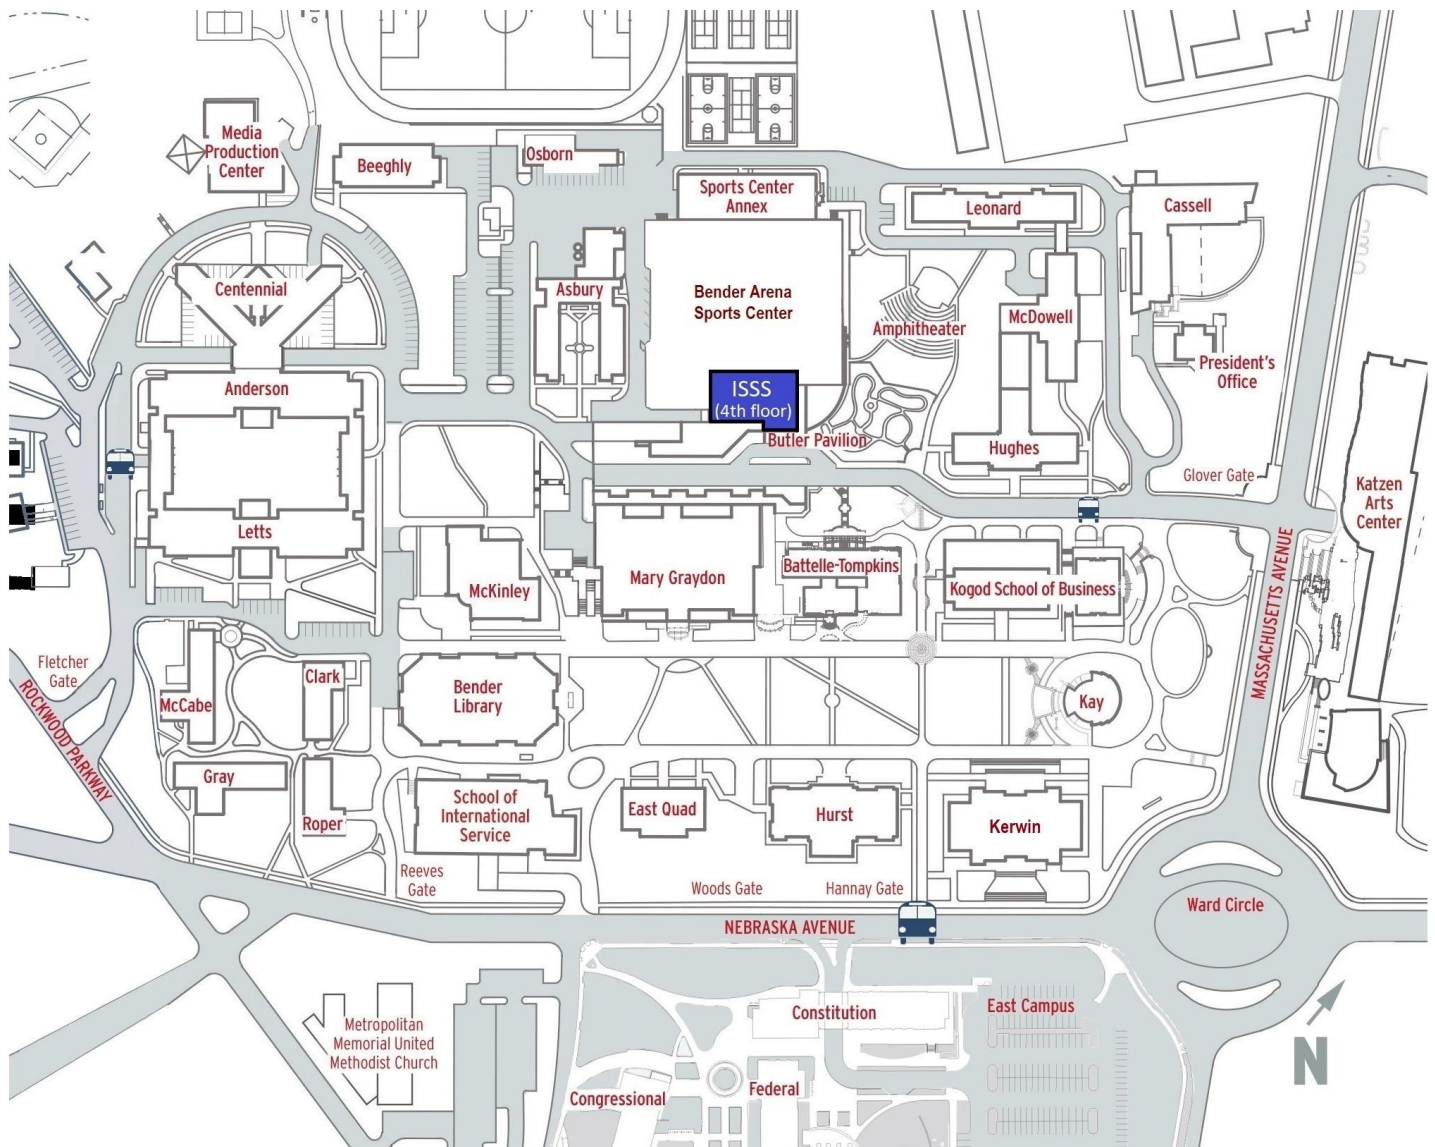 Media
Production
Center
Beeghly
Osborn
Sports Center
Annex
Leonard
Cassell
Centennial
Asbury
Bender Arena
Sports Center
Amphitheater
McDowell
President's
Office
Anderson
ISSS
(4th floor)
Butler Pavilion
Hughes
Glover Gate
Katzen
Arts
Center
Letts
McKinley
Mary Graydon
Battelle-Tompkins
Kogod School of Business
MASSACHUSETTS AVENUE
Fletcher
Gate
ROCKWOOD PARKWAY
McCabe
Clark
Bender
Library
Kay
Gray
Roper
School of
International
Service
East Quad
Hurst
Kerwin
Reeves
Gate
Woods Gate
Hannay Gate
Ward Circle
NEBRASKA AVENUE
Metropolitan
Memorial United
Methodist Church
Constitution
East Campus
Congressional
Federal
N